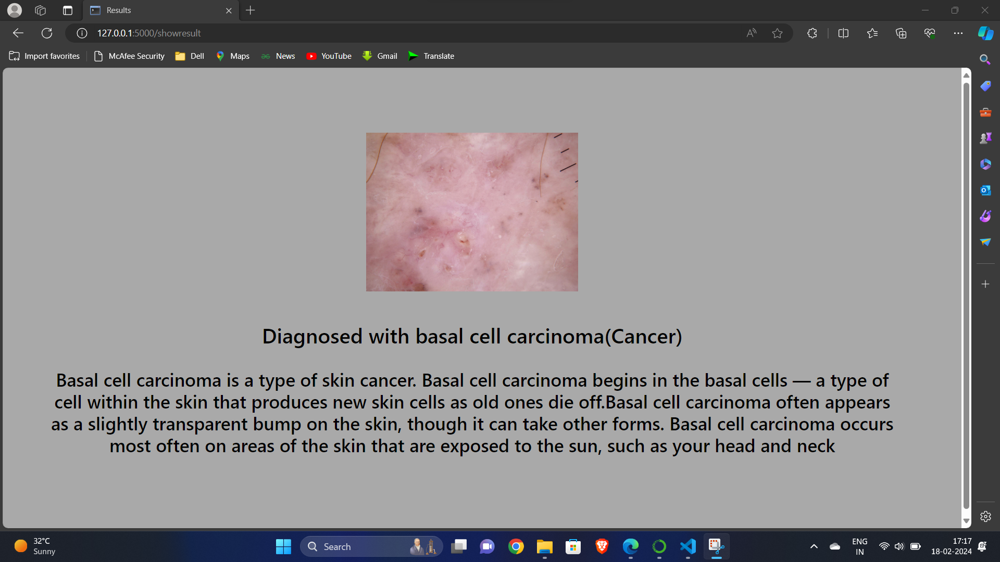 Results
127.0.0.1:5000/showresult
Import favorites
McAfee Security
Dell
Maps
News
YouTube
Gmail
Translate
Diagnosed with basal cell carcinoma(Cancer)
Basal cell carcinoma is a type of skin cancer. Basal cell carcinoma begins in the basal cells — a type of
cell within the skin that produces new skin cells as old ones die off.Basal cell carcinoma often appears
as a slightly transparent bump on the skin, though it can take other forms. Basal cell carcinoma occurs
most often on areas of the skin that are exposed to the sun, such as your head and neck
32°C
Sunny
Search
ENG
IN
17:17
18-02-2024